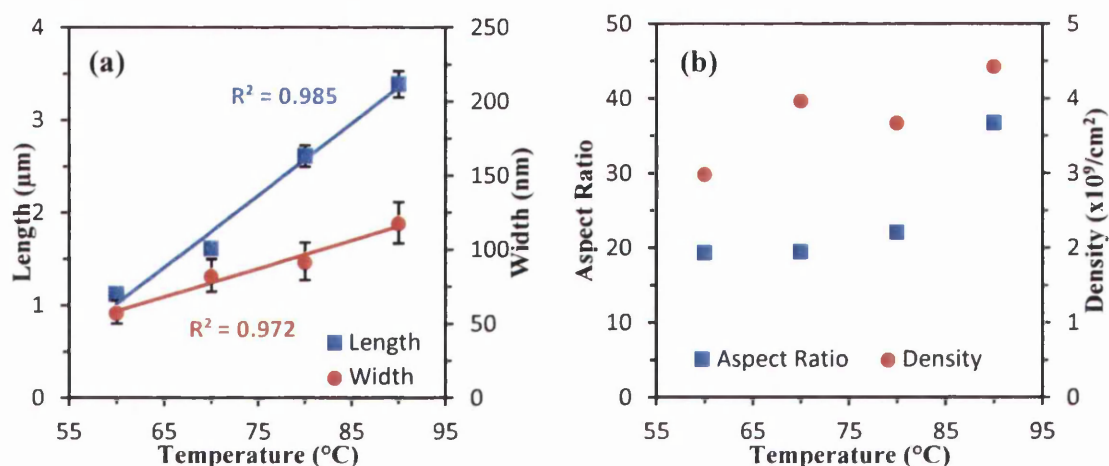 (a)
R² = 0.985
R² = 0.972
Length
Width
4
3
2
1
0
Length (µm)
250
200
150
100
50
0
Width (nm)
55 65 75 85 95
Temperature (°C)
(b)
Aspect Ratio Density
50
40
30
20
10
0
Aspect Ratio
5
4
3
2
1
0
Density (x10⁹/cm²)
55 65 75 85 95
Temperature (°C)